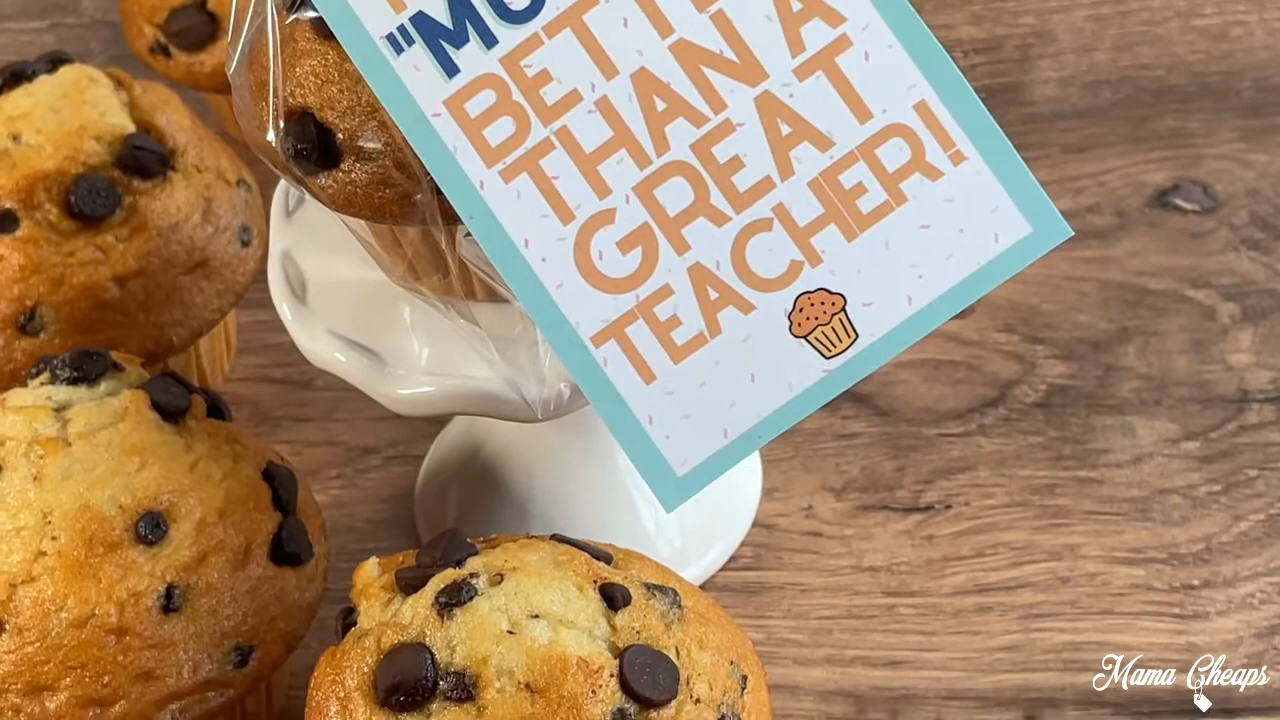 BETTER
THAN A
GREAT
TEACHER!
Mama Cheaps